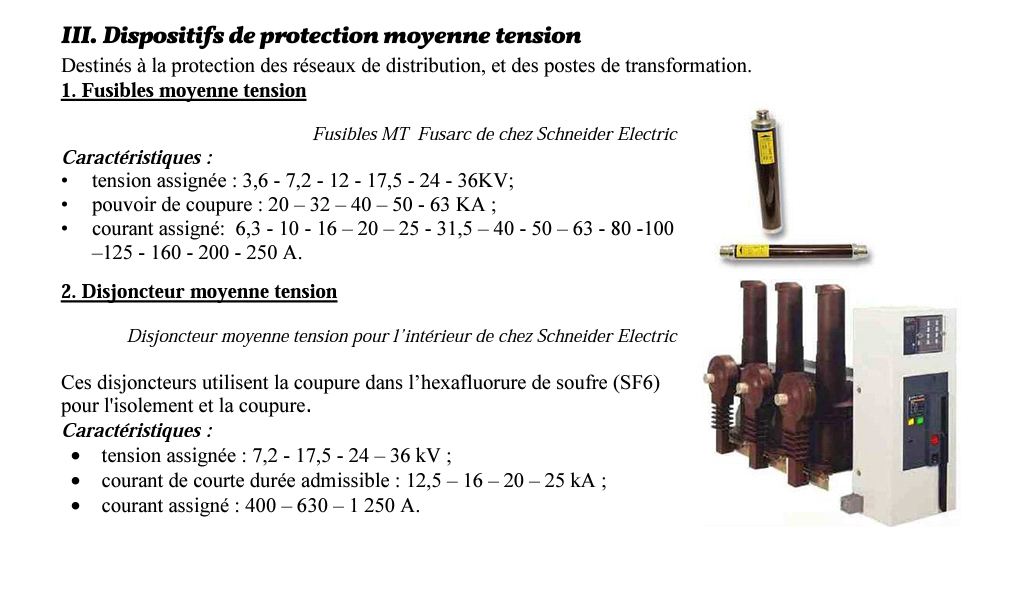 III. Dispositifs de protection moyenne tension
Destinés à la protection des réseaux de distribution, et des postes de transformation.
1. Fusibles moyenne tension
Fusibles MT Fusarc de chez Schneider Electric
Caractéristiques :
• tension assignée : 3,6 - 7,2 - 12 - 17,5 - 24 - 36KV;
• pouvoir de coupure : 20 – 32 – 40 – 50 - 63 KA ;
• courant assigné: 6,3 - 10 - 16 – 20 – 25 - 31,5 – 40 - 50 – 63 - 80 -100
–125 - 160 - 200 - 250 A.
2. Disjoncteur moyenne tension
Disjoncteur moyenne tension pour l'intérieur de chez Schneider Electric
Ces disjoncteurs utilisent la coupure dans l'hexafluorure de soufre (SF6)
pour l'isolement et la coupure.
Caractéristiques :
• tension assignée : 7,2 - 17,5 - 24 – 36 kV ;
• courant de courte durée admissible : 12,5 – 16 – 20 – 25 kA ;
• courant assigné : 400 – 630 – 1 250 A.